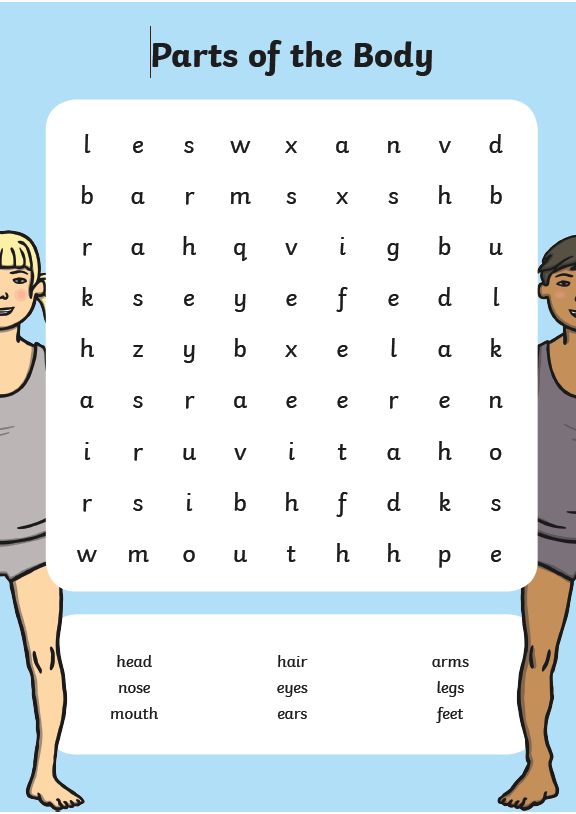 Parts of the Body
l e s w x a n v d
b a r m s x s h b
r a h q v i g b u
k s e y e f e d l
h z y b x e l a k
a s r a e e r e n
i r u v i t a h o
r s i b h f d k s
w m o u t h h p e
head hair arms
nose eyes legs
mouth ears feet